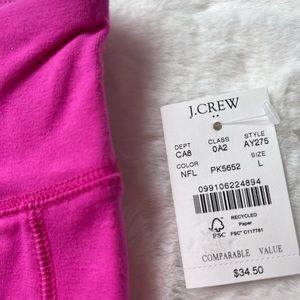 J.CREW
DEPT CLASS STYLE
CA8 0A2 AY275
COLOR SIZE
NFL PK5652 L
099106224894
RECYCLED
Paper
FSC FSC® C117781
COMPARABLE VALUE
$34.50